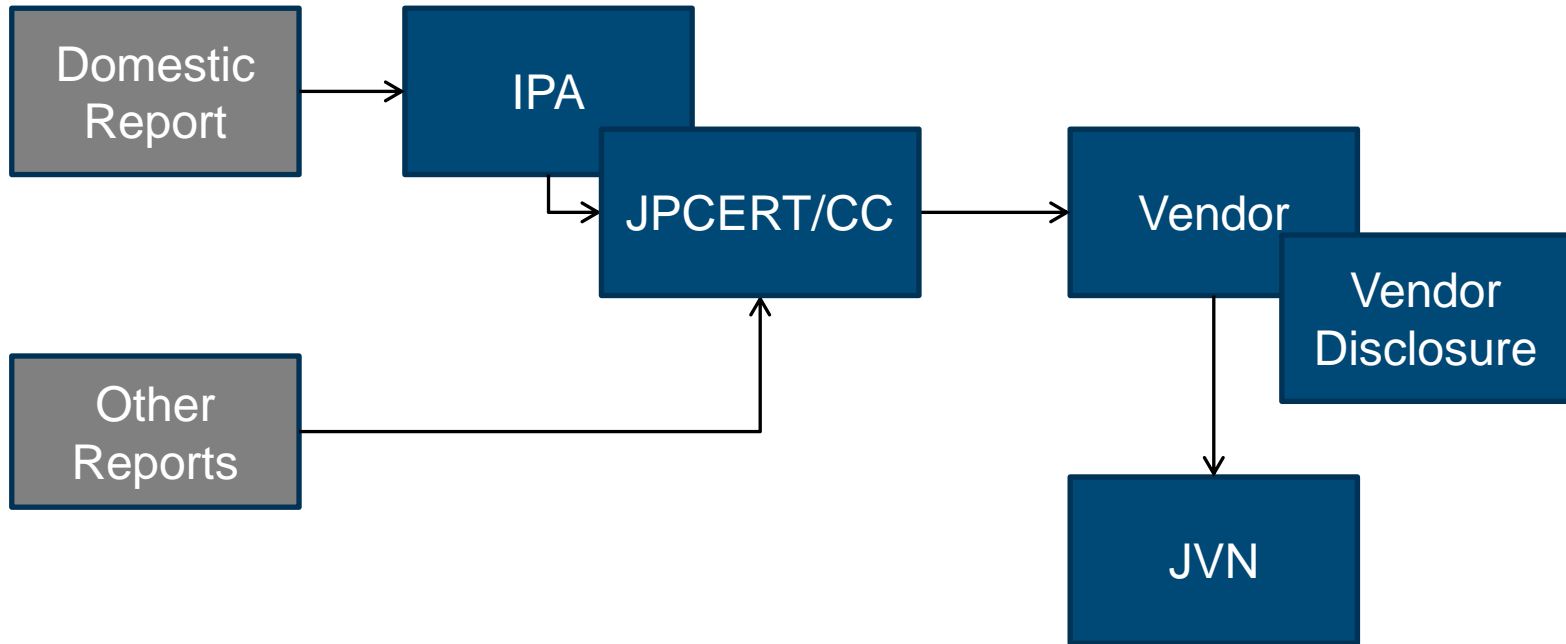 Domestic
Report
IPA
JPCERT/CC
Vendor
Vendor
Disclosure
Other
Reports
JVN